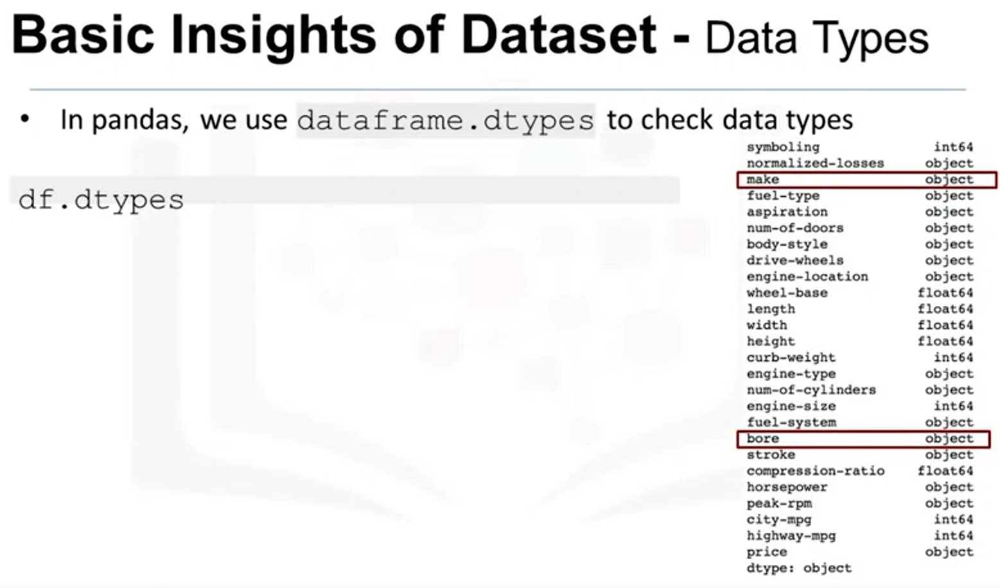 Basic Insights of Dataset - Data Types
• In pandas, we use dataframe.dtypes to check data types
df.dtypes
symboling int64
normalized-losses object
make object
fuel-type object
aspiration object
num-of-doors object
body-style object
drive-wheels object
engine-location object
wheel-base float64
length float64
width float64
height float64
curb-weight int64
engine-type object
num-of-cylinders object
engine-size int64
fuel-system object
bore object
stroke object
compression-ratio float64
horsepower object
peak-rpm object
city-mpg int64
highway-mpg int64
price object
dtype: object